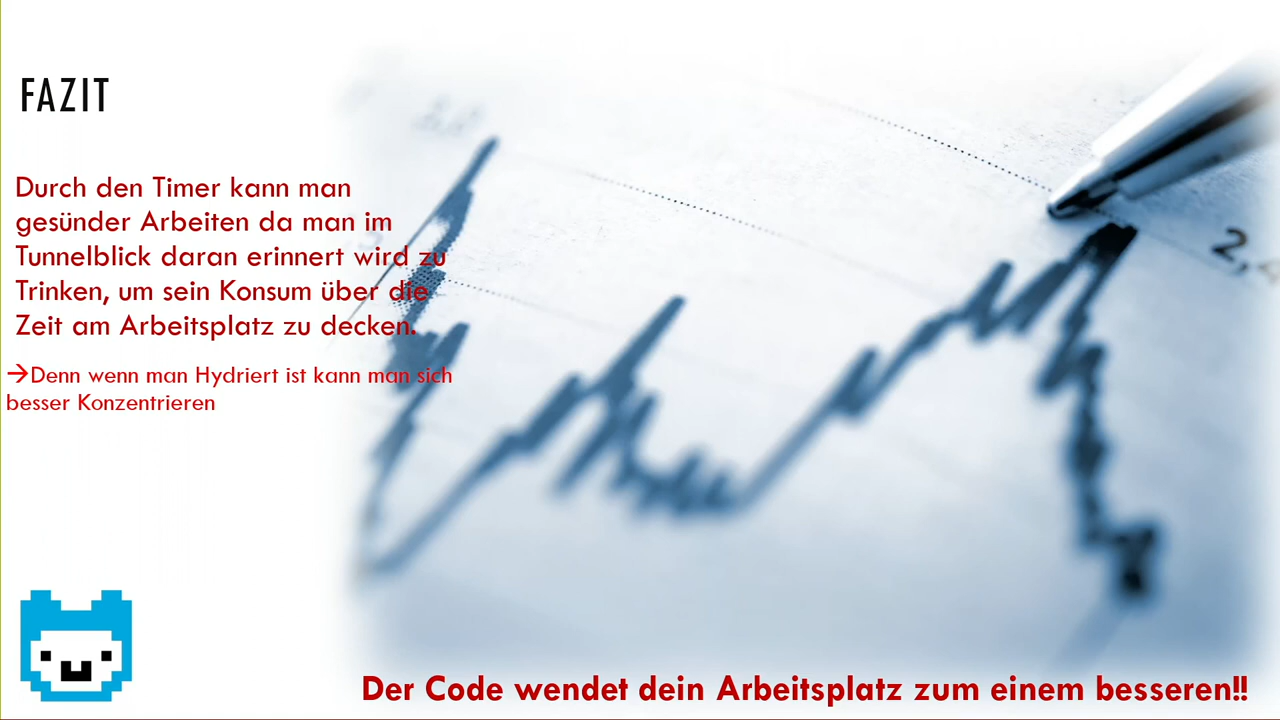 FAZIT
Durch den Timer kann man
gesünder Arbeiten da man im
Tunnelblick daran erinnert wird zu
Trinken, um sein Konsum über die
Zeit am Arbeitsplatz zu decken.
→Denn wenn man Hydriert ist kann man sich
besser Konzentrieren
Der Code wendet dein Arbeitsplatz zum einem besseren!!